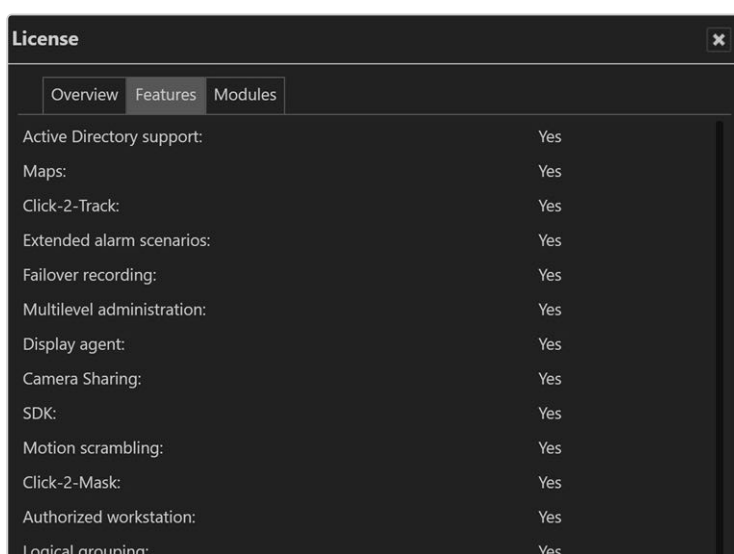 License
Overview Features Modules
Active Directory support: Yes
Maps: Yes
Click-2-Track: Yes
Extended alarm scenarios: Yes
Failover recording: Yes
Multilevel administration: Yes
Display agent: Yes
Camera Sharing: Yes
SDK: Yes
Motion scrambling: Yes
Click-2-Mask: Yes
Authorized workstation: Yes
Logical grouping: Yes